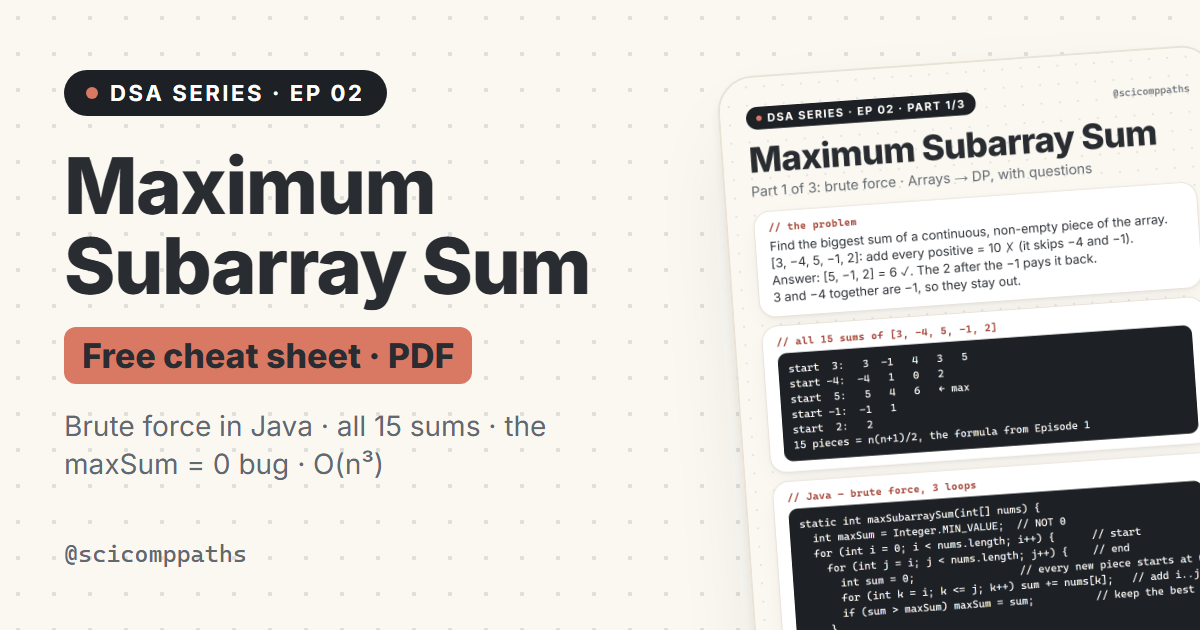 DSA SERIES · EP 02
Maximum
Subarray Sum
Free cheat sheet · PDF
Brute force in Java · all 15 sums · the
maxSum = 0 bug · O(n³)
@scicomppaths
DSA SERIES · EP 02 · PART 1/3
@scicomppaths
Maximum Subarray Sum
Part 1 of 3: brute force · Arrays → DP, with questions
// the problem
Find the biggest sum of a continuous, non-empty piece of the array.
[3, −4, 5, −1, 2]: add every positive = 10 ✗ (it skips −4 and −1).
Answer: [5, −1, 2] = 6 ✓. The 2 after the −1 pays it back.
3 and −4 together are −1, so they stay out.
// all 15 sums of [3, −4, 5, −1, 2]
start 3: 3 −1 4 3 5
start −4: −4 1 0 2
start 5: 5 4 6 ← max
start −1: −1 1
start 2: 2
15 pieces = n(n+1)/2, the formula from Episode 1
// Java — brute force, 3 loops
static int maxSubarraySum(int[] nums) {
int maxSum = Integer.MIN_VALUE; // NOT 0
for (int i = 0; i < nums.length; i++) { // start
for (int j = i; j < nums.length; j++) { // end
int sum = 0; // every new piece starts at
for (int k = i; k <= j; k++) sum += nums[k]; // add i..j
if (sum > maxSum) maxSum = sum; // keep the best
}